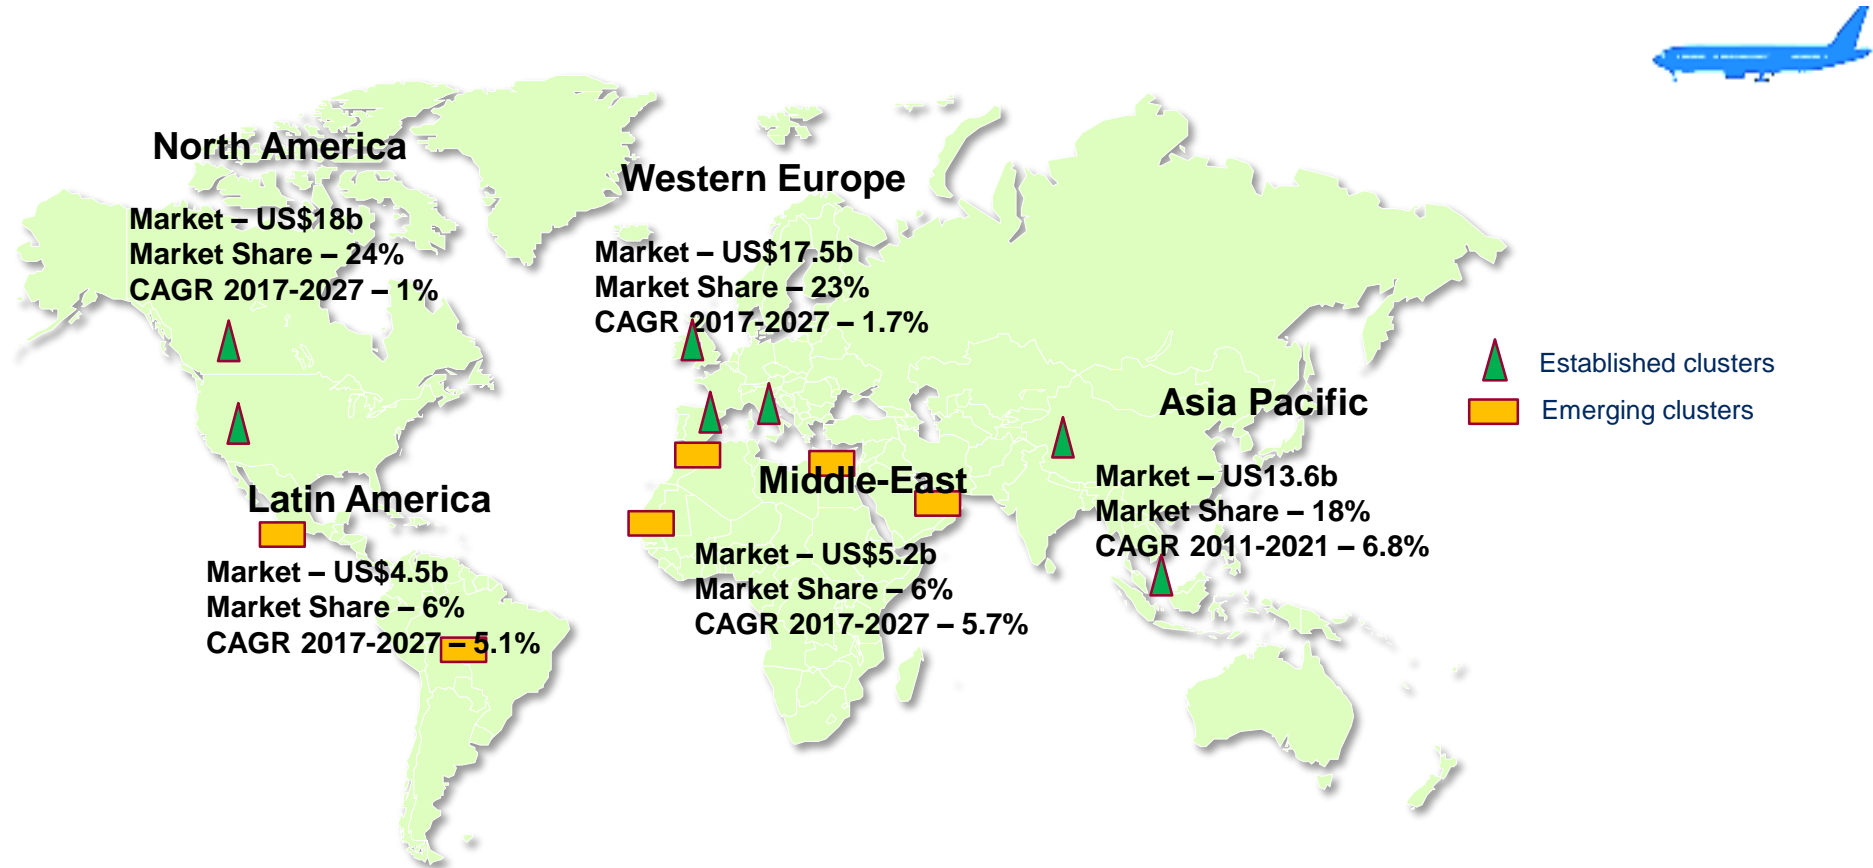 North America
Market – US$18b
Market Share – 24%
CAGR 2017-2027 – 1%
Western Europe
Market – US$17.5b
Market Share – 23%
CAGR 2017-2027 – 1.7%
Established clusters
Emerging clusters
Asia Pacific
Market – US13.6b
Market Share – 18%
CAGR 2011-2021 – 6.8%
Latin America
Market – US$4.5b
Market Share – 6%
CAGR 2017-2027 – 5.1%
Middle-East
Market – US$5.2b
Market Share – 6%
CAGR 2017-2027 – 5.7%